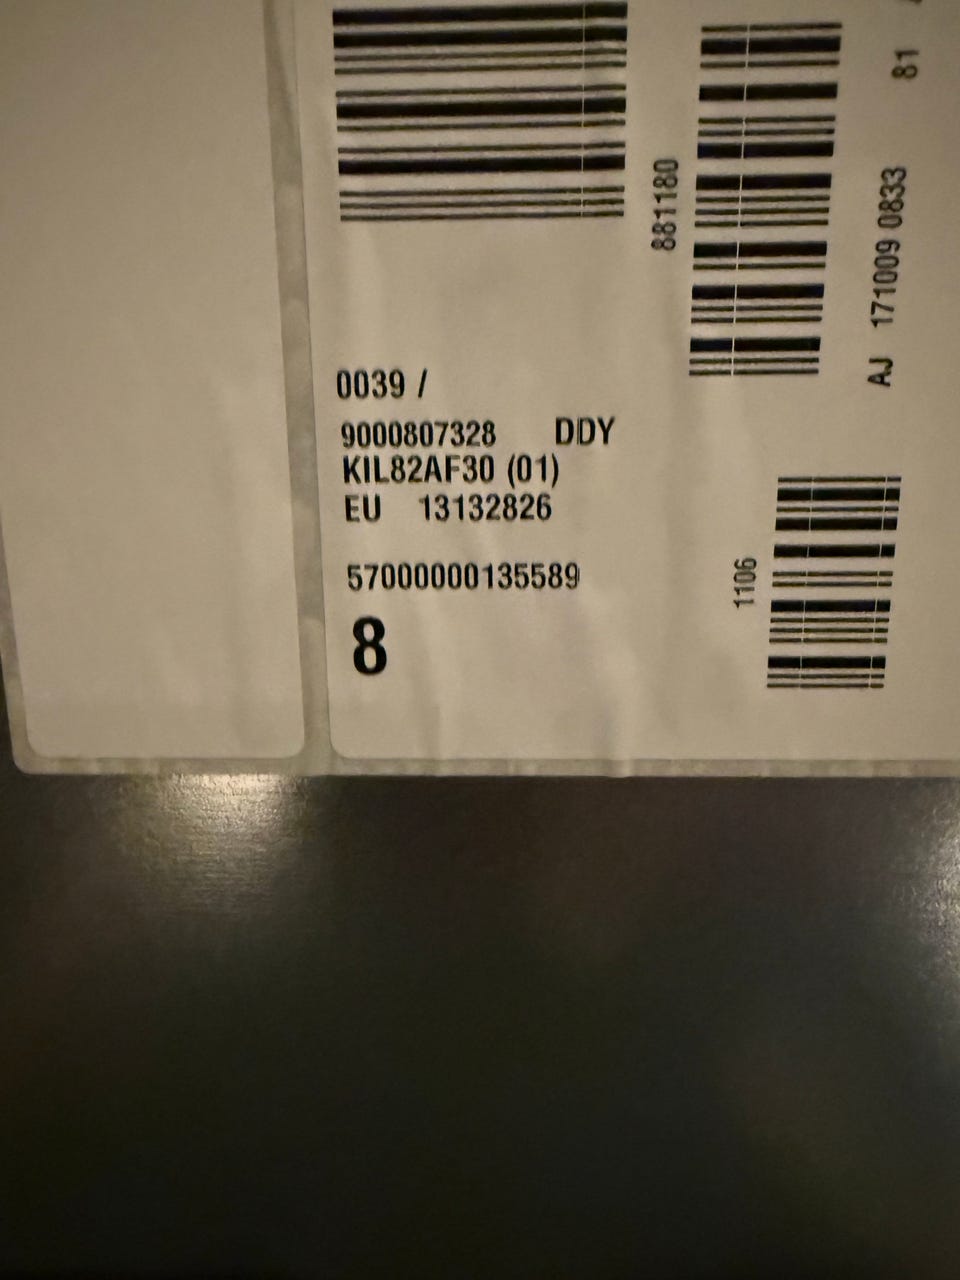 0039 /
9000807328 DDY
KIL82AF30 (01)
EU 13132826
57000000135589
8
881180
1106
AJ 171009 0833 81